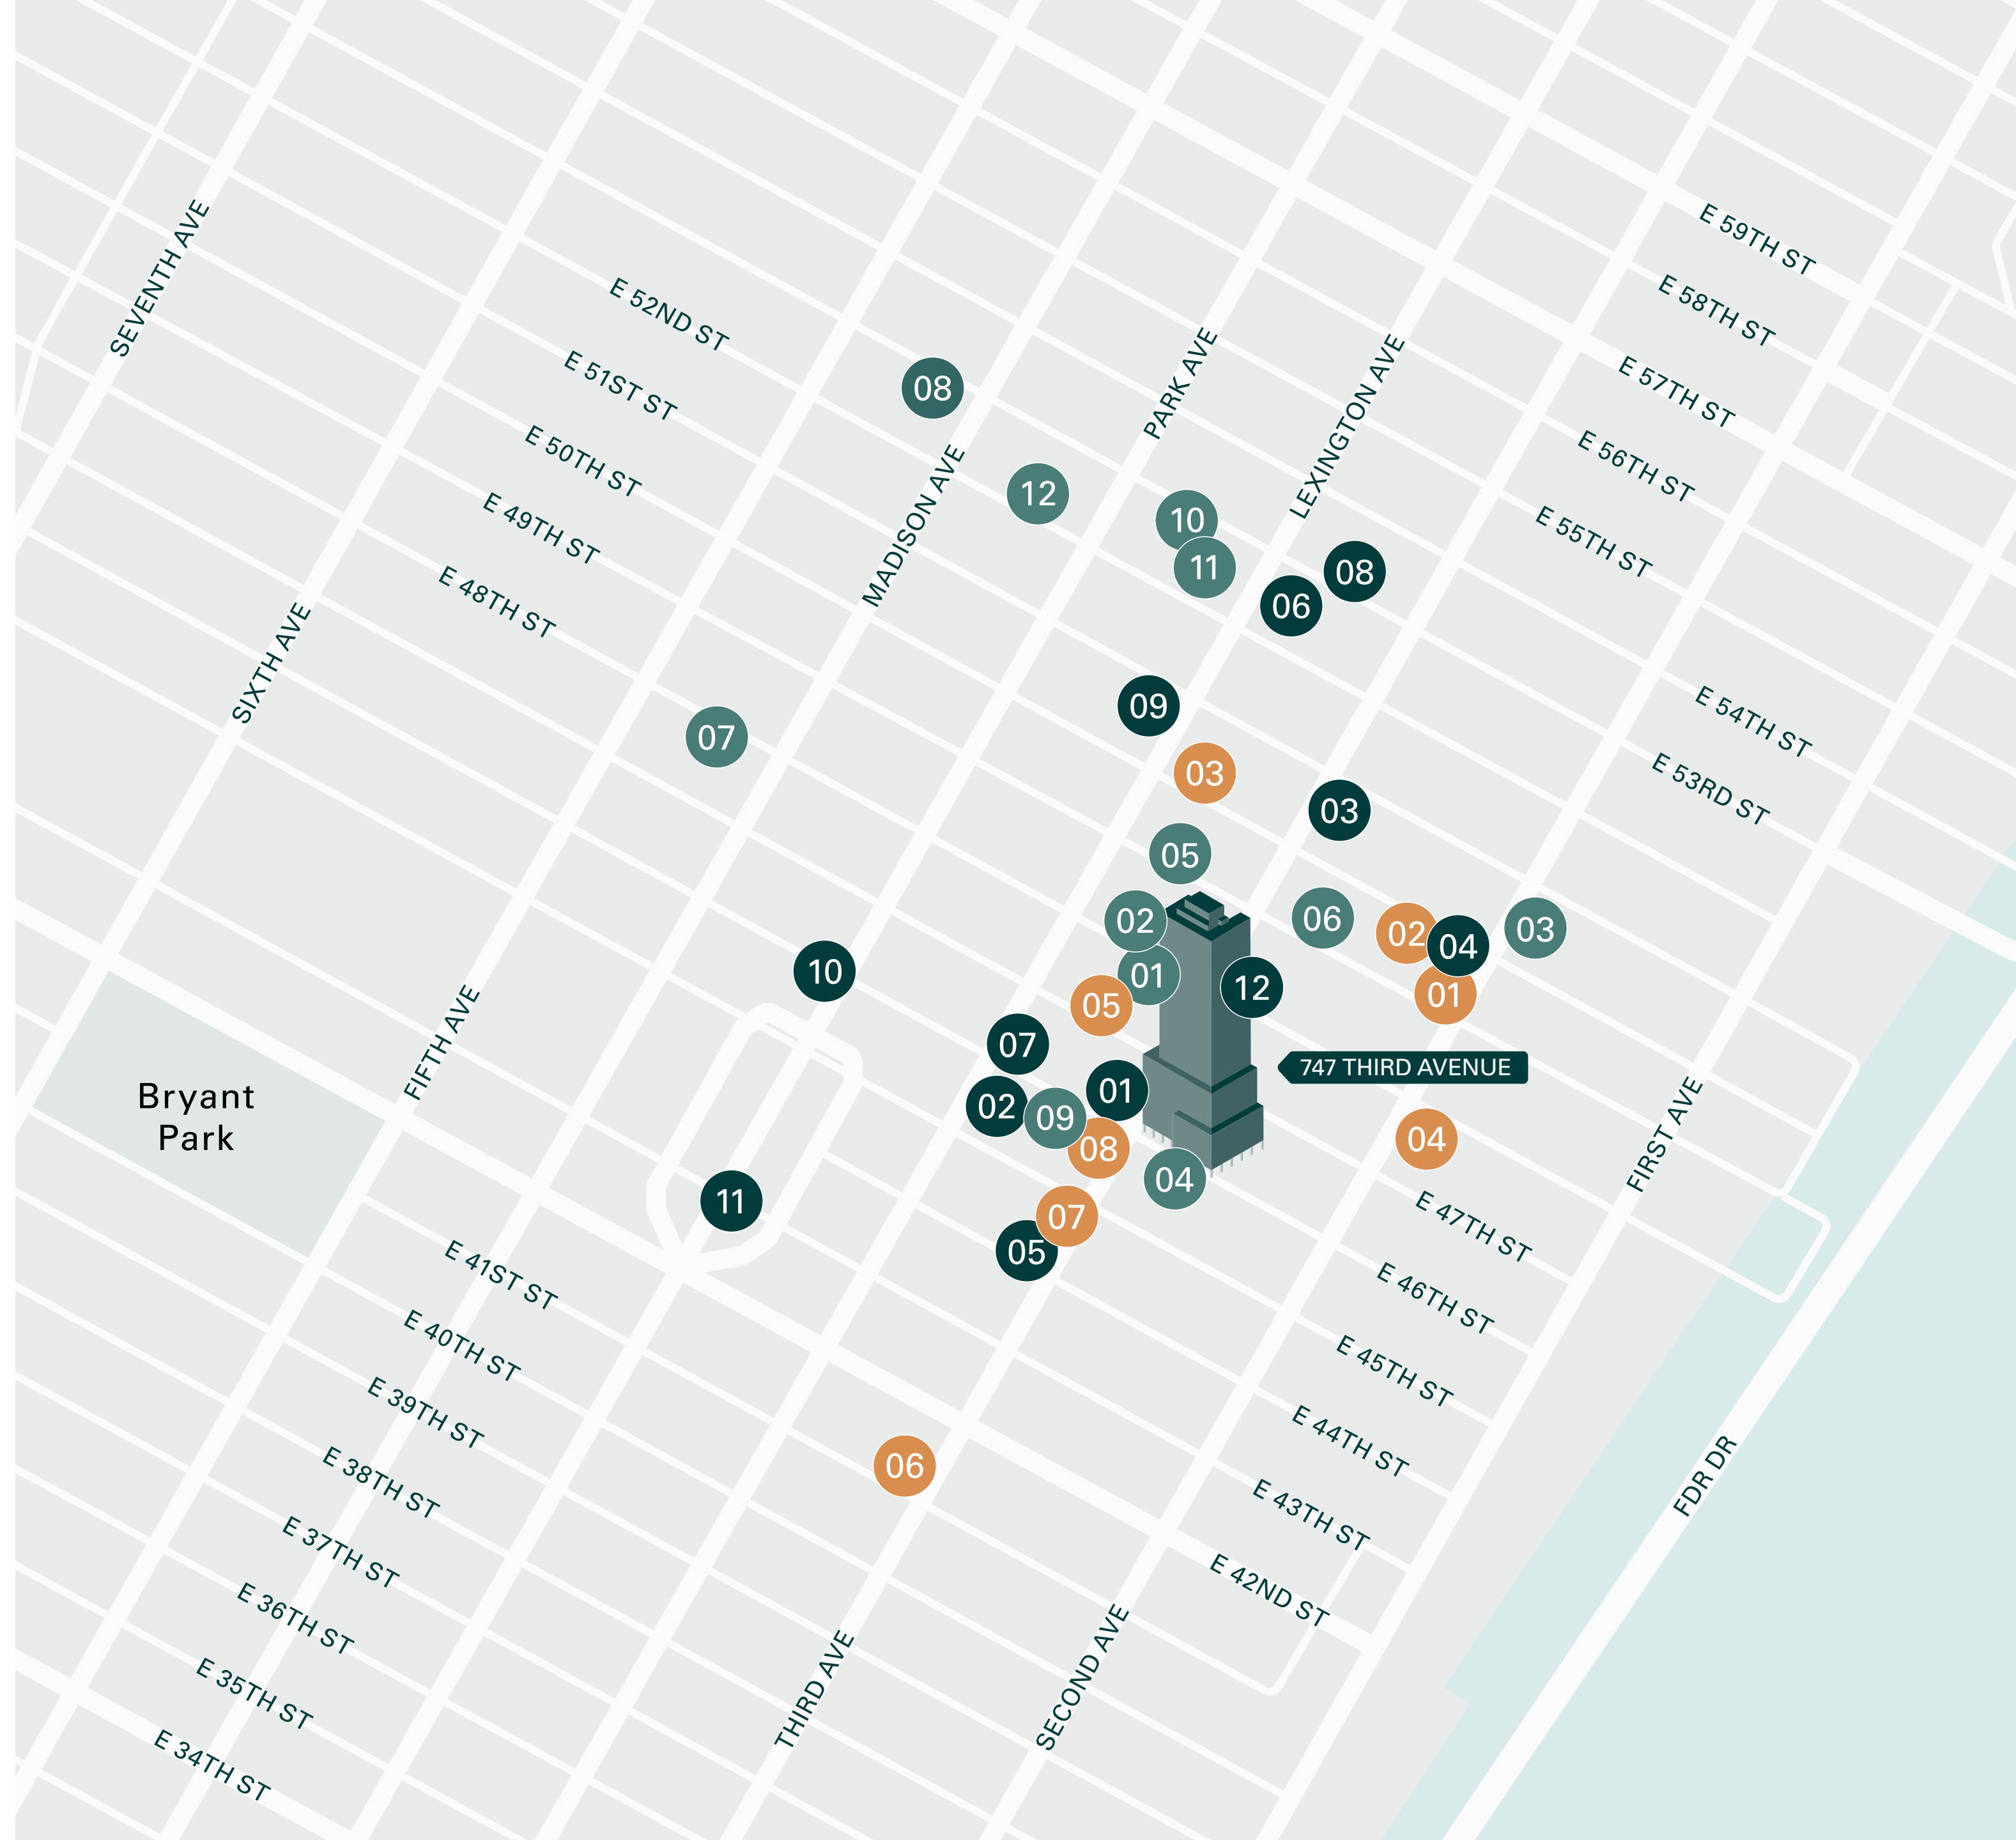 E 59TH ST
SEVENTH AVE
E 58TH ST
E 52ND ST
PARK AVE
LEXINGTON AVE
E 57TH ST
E 51ST ST
08
E 50TH ST
E 56TH ST
12
MADISON AVE
10
E 49TH ST
E 55TH ST
11
08
E 48TH ST
06
SIXTH AVE
09
E 54TH ST
07
03
E 53RD ST
03
05
02
06
02
04
03
10
01
12
01
05
FIFTH AVE
07
747 THIRD AVENUE
Bryant
Park
01
02
09
FIRST AVE
04
08
04
11
07
E 47TH ST
05
E 41ST ST
E 46TH ST
E 40TH ST
E 45TH ST
E 39TH ST
E 44TH ST
06
FDR DR
E 38TH ST
E 43TH ST
E 37TH ST
E 42ND ST
E 36TH ST
THIRD AVE
SECOND AVE
E 35TH ST
E 34TH ST